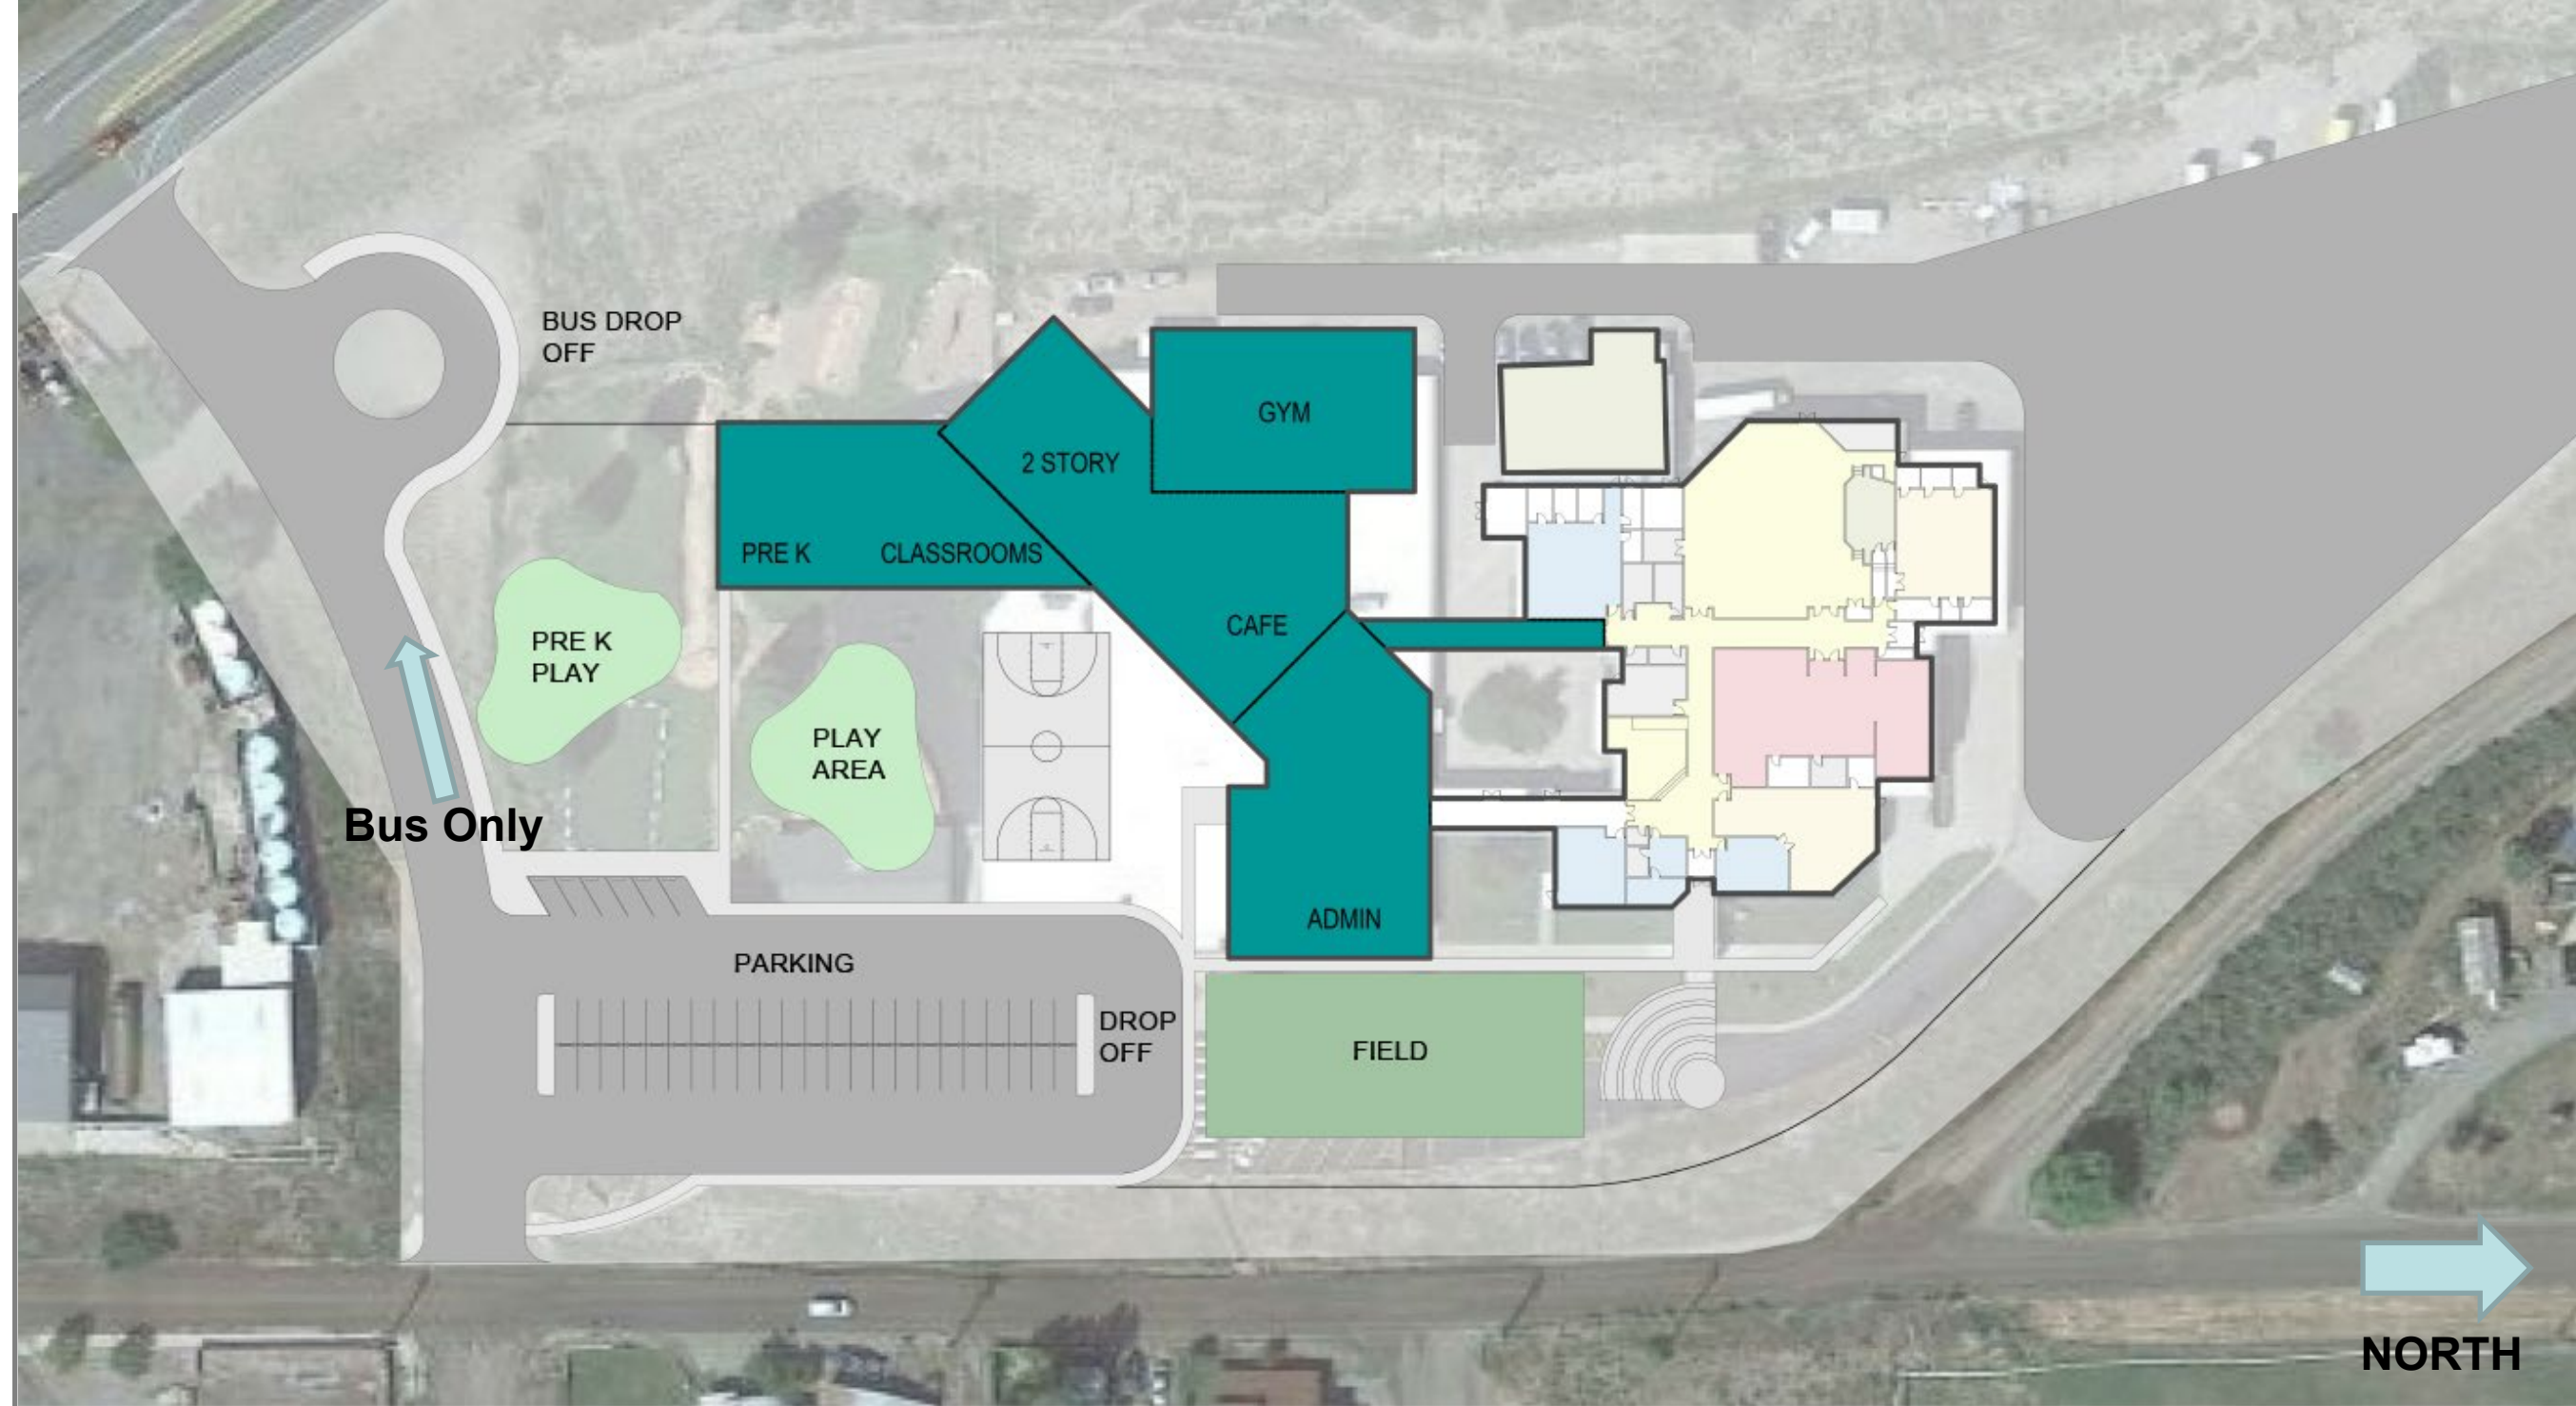 BUS DROP
OFF
GYM
2 STORY
PRE K
CLASSROOMS
CAFE
PRE K
PLAY
PLAY
AREA
Bus Only
ADMIN
PARKING
DROP
OFF
FIELD
NORTH